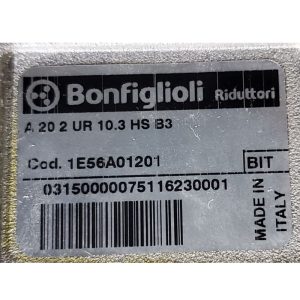 Bonfiglioli Riduttori
A 20 2 UR 10.3 HS B3
Cod. 1E56A01201
BIT
03150000075116230001
MADE IN
ITALY